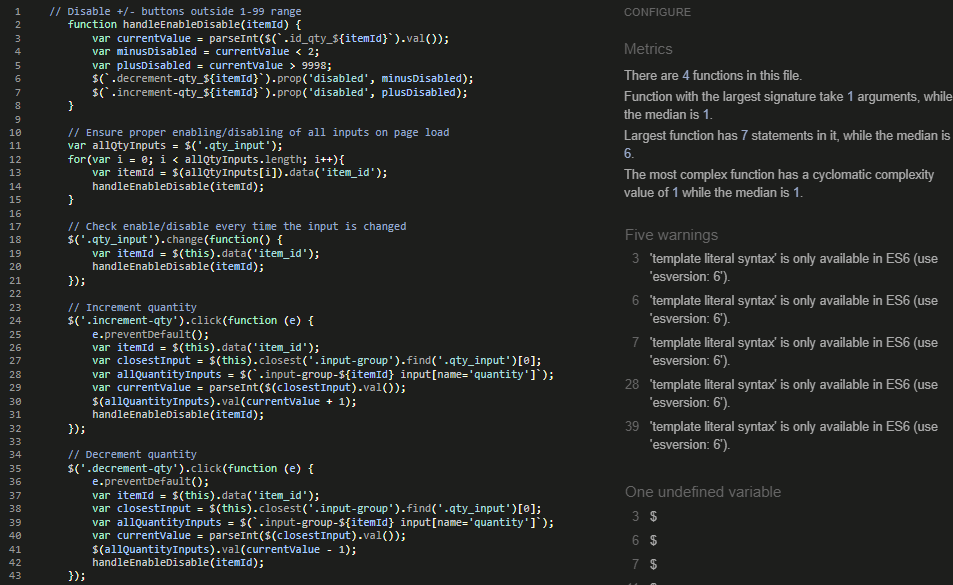 1 // Disable +/- buttons outside 1-99 range
2 function handleEnableDisable(itemId) {
3 var currentValue = parseInt($(`.id_qty_${itemId}`).val());
4 var minusDisabled = currentValue < 2;
5 var plusDisabled = currentValue > 9998;
6 $(`.decrement-qty_${itemId}`).prop('disabled', minusDisabled);
7 $(`.increment-qty_${itemId}`).prop('disabled', plusDisabled);
8 }
9
10 // Ensure proper enabling/disabling of all inputs on page load
11 var allQtyInputs = $('.qty_input');
12 for(var i = 0; i < allQtyInputs.length; i++){
13 var itemId = $(allQtyInputs[i]).data('item_id');
14 handleEnableDisable(itemId);
15 }
16
17 // Check enable/disable every time the input is changed
18 $('.qty_input').change(function() {
19 var itemId = $(this).data('item_id');
20 handleEnableDisable(itemId);
21 });
22
23 // Increment quantity
24 $('.increment-qty').click(function (e) {
25 e.preventDefault();
26 var itemId = $(this).data('item_id');
27 var closestInput = $(this).closest('.input-group').find('.qty_input')[0];
28 var allQuantityInputs = $(`.input-group-${itemId} input[name='quantity']`);
29 var currentValue = parseInt($(closestInput).val());
30 $(allQuantityInputs).val(currentValue + 1);
31 handleEnableDisable(itemId);
32 });
33
34 // Decrement quantity
35 $('.decrement-qty').click(function (e) {
36 e.preventDefault();
37 var itemId = $(this).data('item_id');
38 var closestInput = $(this).closest('.input-group').find('.qty_input')[0];
39 var allQuantityInputs = $(`.input-group-${itemId} input[name='quantity']`);
40 var currentValue = parseInt($(closestInput).val());
41 $(allQuantityInputs).val(currentValue - 1);
42 handleEnableDisable(itemId);
43 });
CONFIGURE
Metrics
There are 4 functions in this file.
Function with the largest signature take 1 arguments, while
the median is 1.
Largest function has 7 statements in it, while the median is
6.
The most complex function has a cyclomatic complexity
value of 1 while the median is 1.
Five warnings
3 'template literal syntax' is only available in ES6 (use
'esversion: 6').
6 'template literal syntax' is only available in ES6 (use
'esversion: 6').
7 'template literal syntax' is only available in ES6 (use
'esversion: 6').
28 'template literal syntax' is only available in ES6 (use
'esversion: 6').
39 'template literal syntax' is only available in ES6 (use
'esversion: 6').
One undefined variable
3 $
6 $
7 $